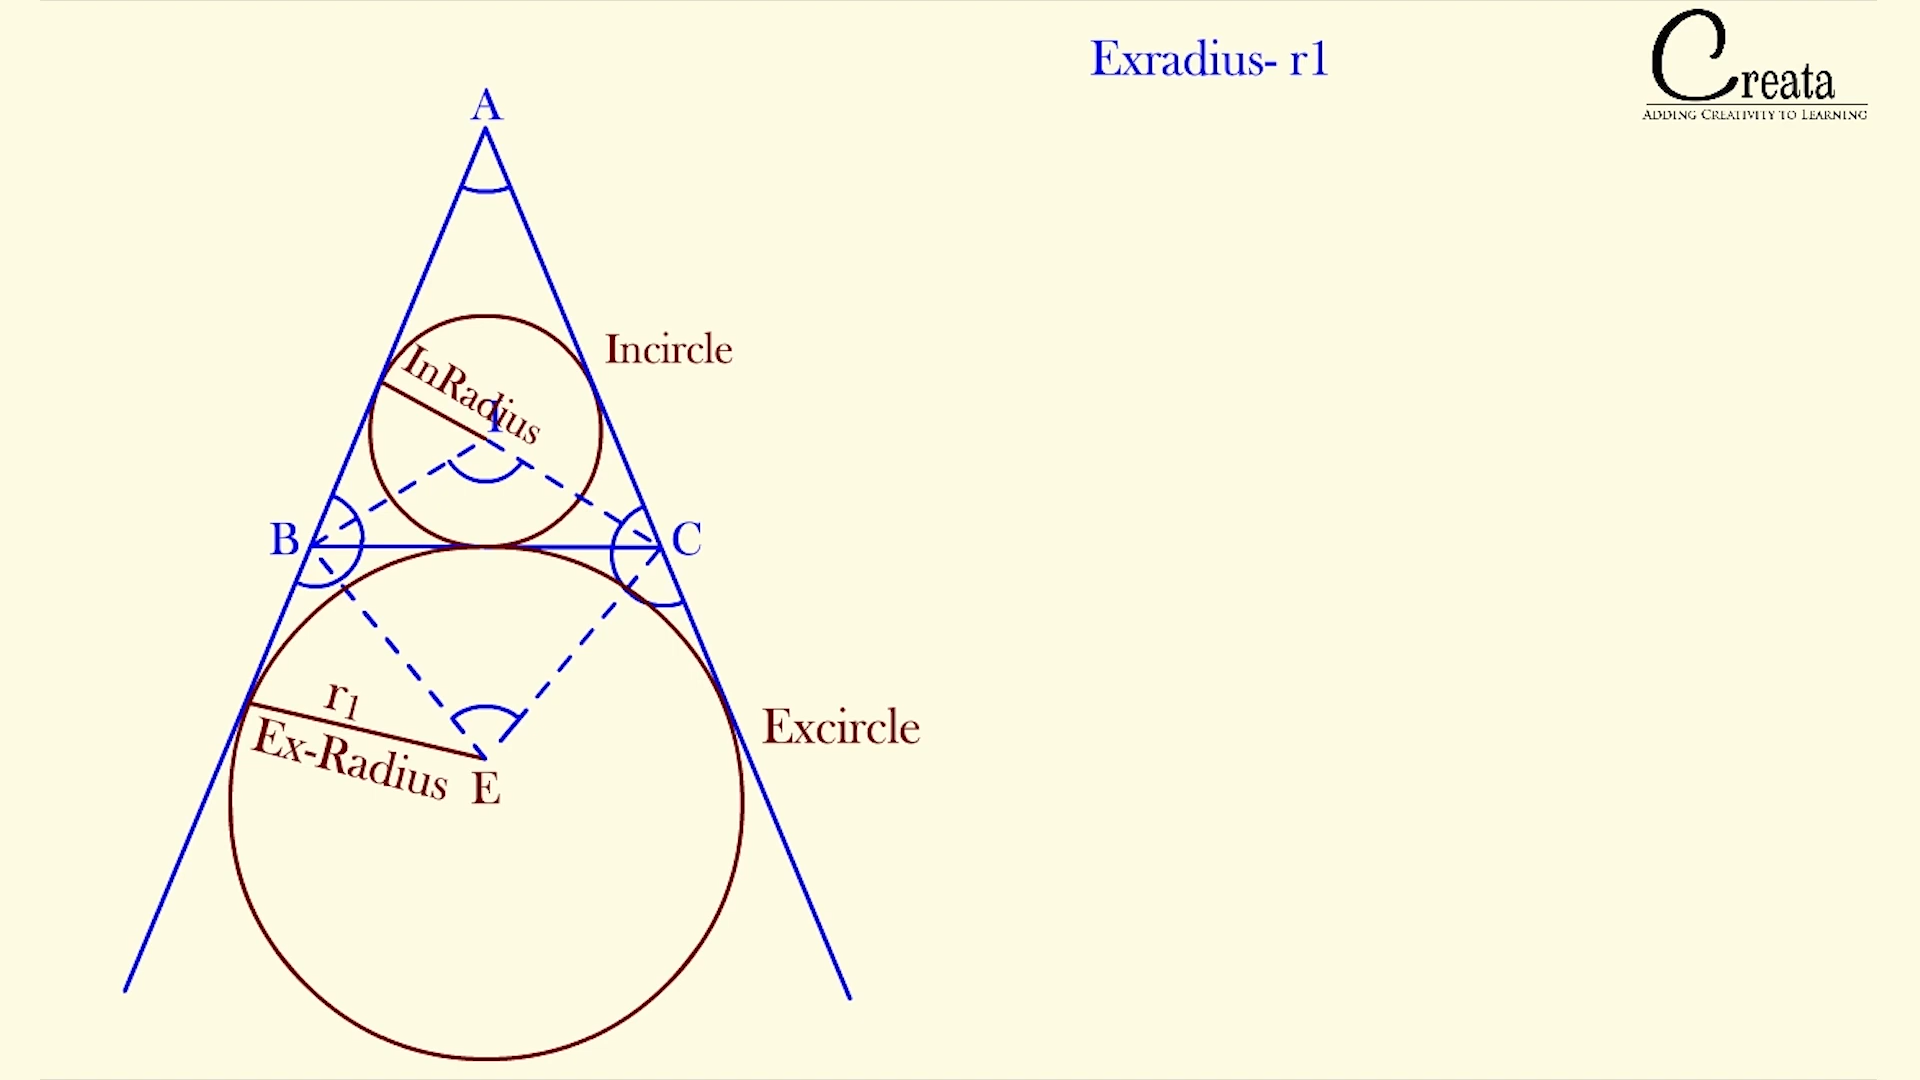 Exradius- r1
Creata
ADDING CREATIVITY TO LEARNING
A
Incircle
InRadius
I
B
C
r1
Ex-Radius
E
Excircle